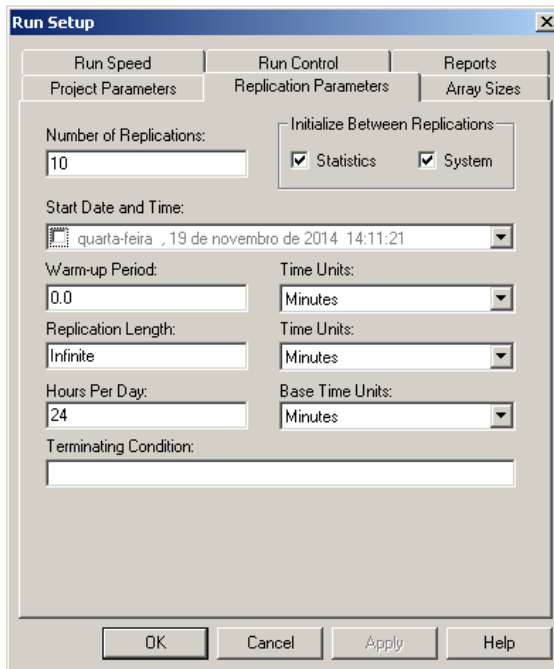 Run Setup
Run Speed Run Control Reports
Project Parameters Replication Parameters Array Sizes
Number of Replications:
10
Initialize Between Replications
Statistics System
Start Date and Time:
quarta-feira , 19 de novembro de 2014 14:11:21
Warm-up Period: Time Units:
0.0 Minutes
Replication Length: Time Units:
Infinite Minutes
Hours Per Day: Base Time Units:
24 Minutes
Terminating Condition:
OK Cancel Apply Help